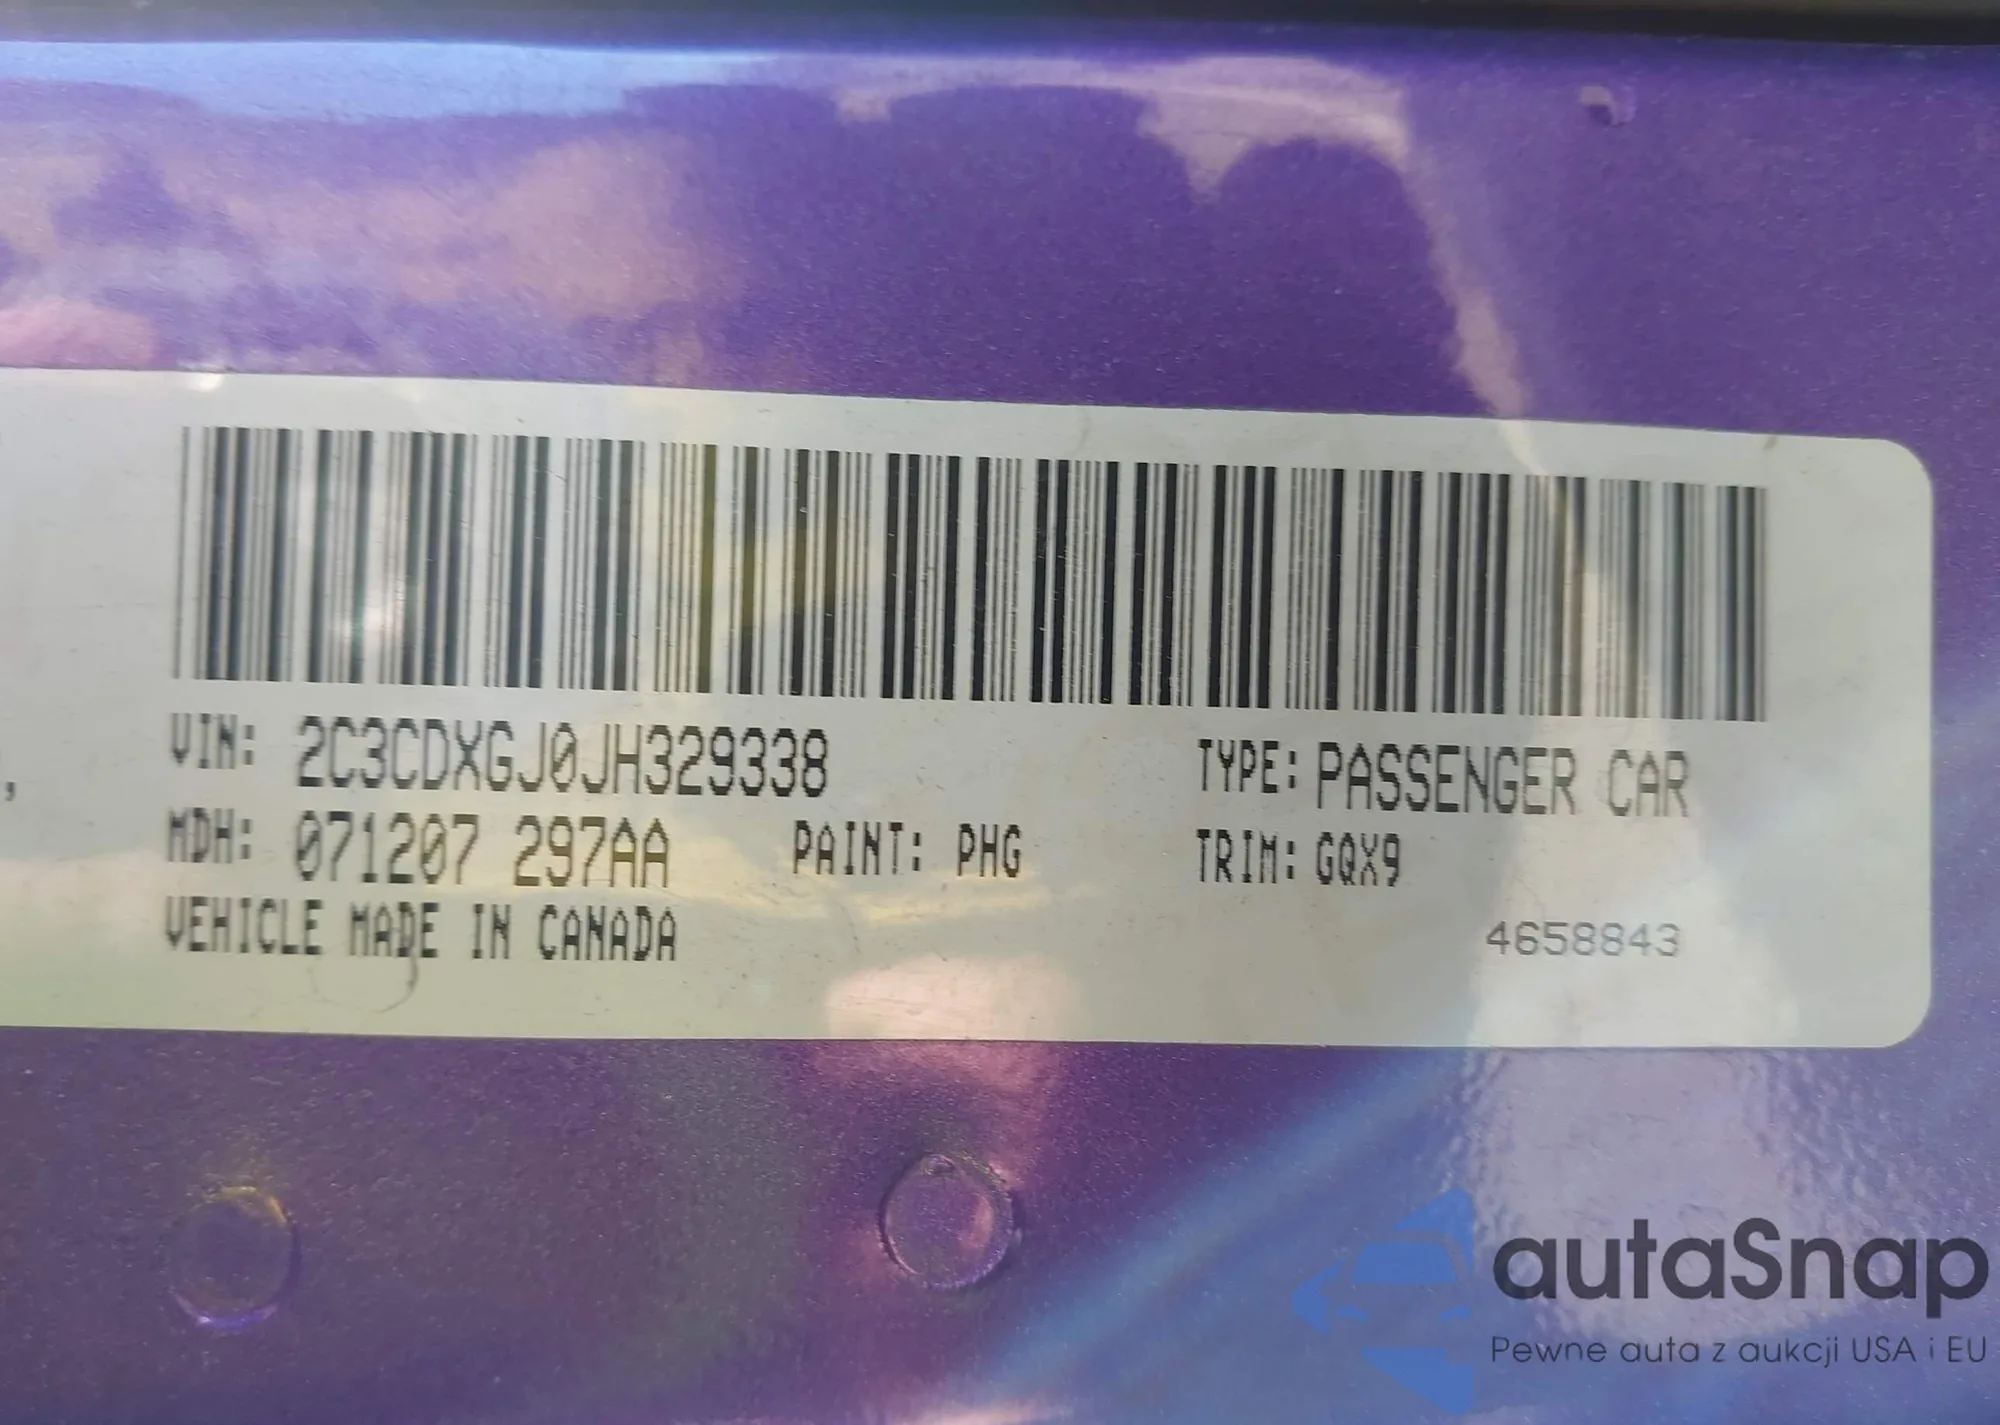 VIN: 2C3CDXGJ0JH329338 TYPE: PASSENGER CAR
MDH: 071207 297AA PAINT: PHG TRIM: GQX9
VEHICLE MADE IN CANADA
4658843
autaSnap
Pewne auta z aukcji USA i EU